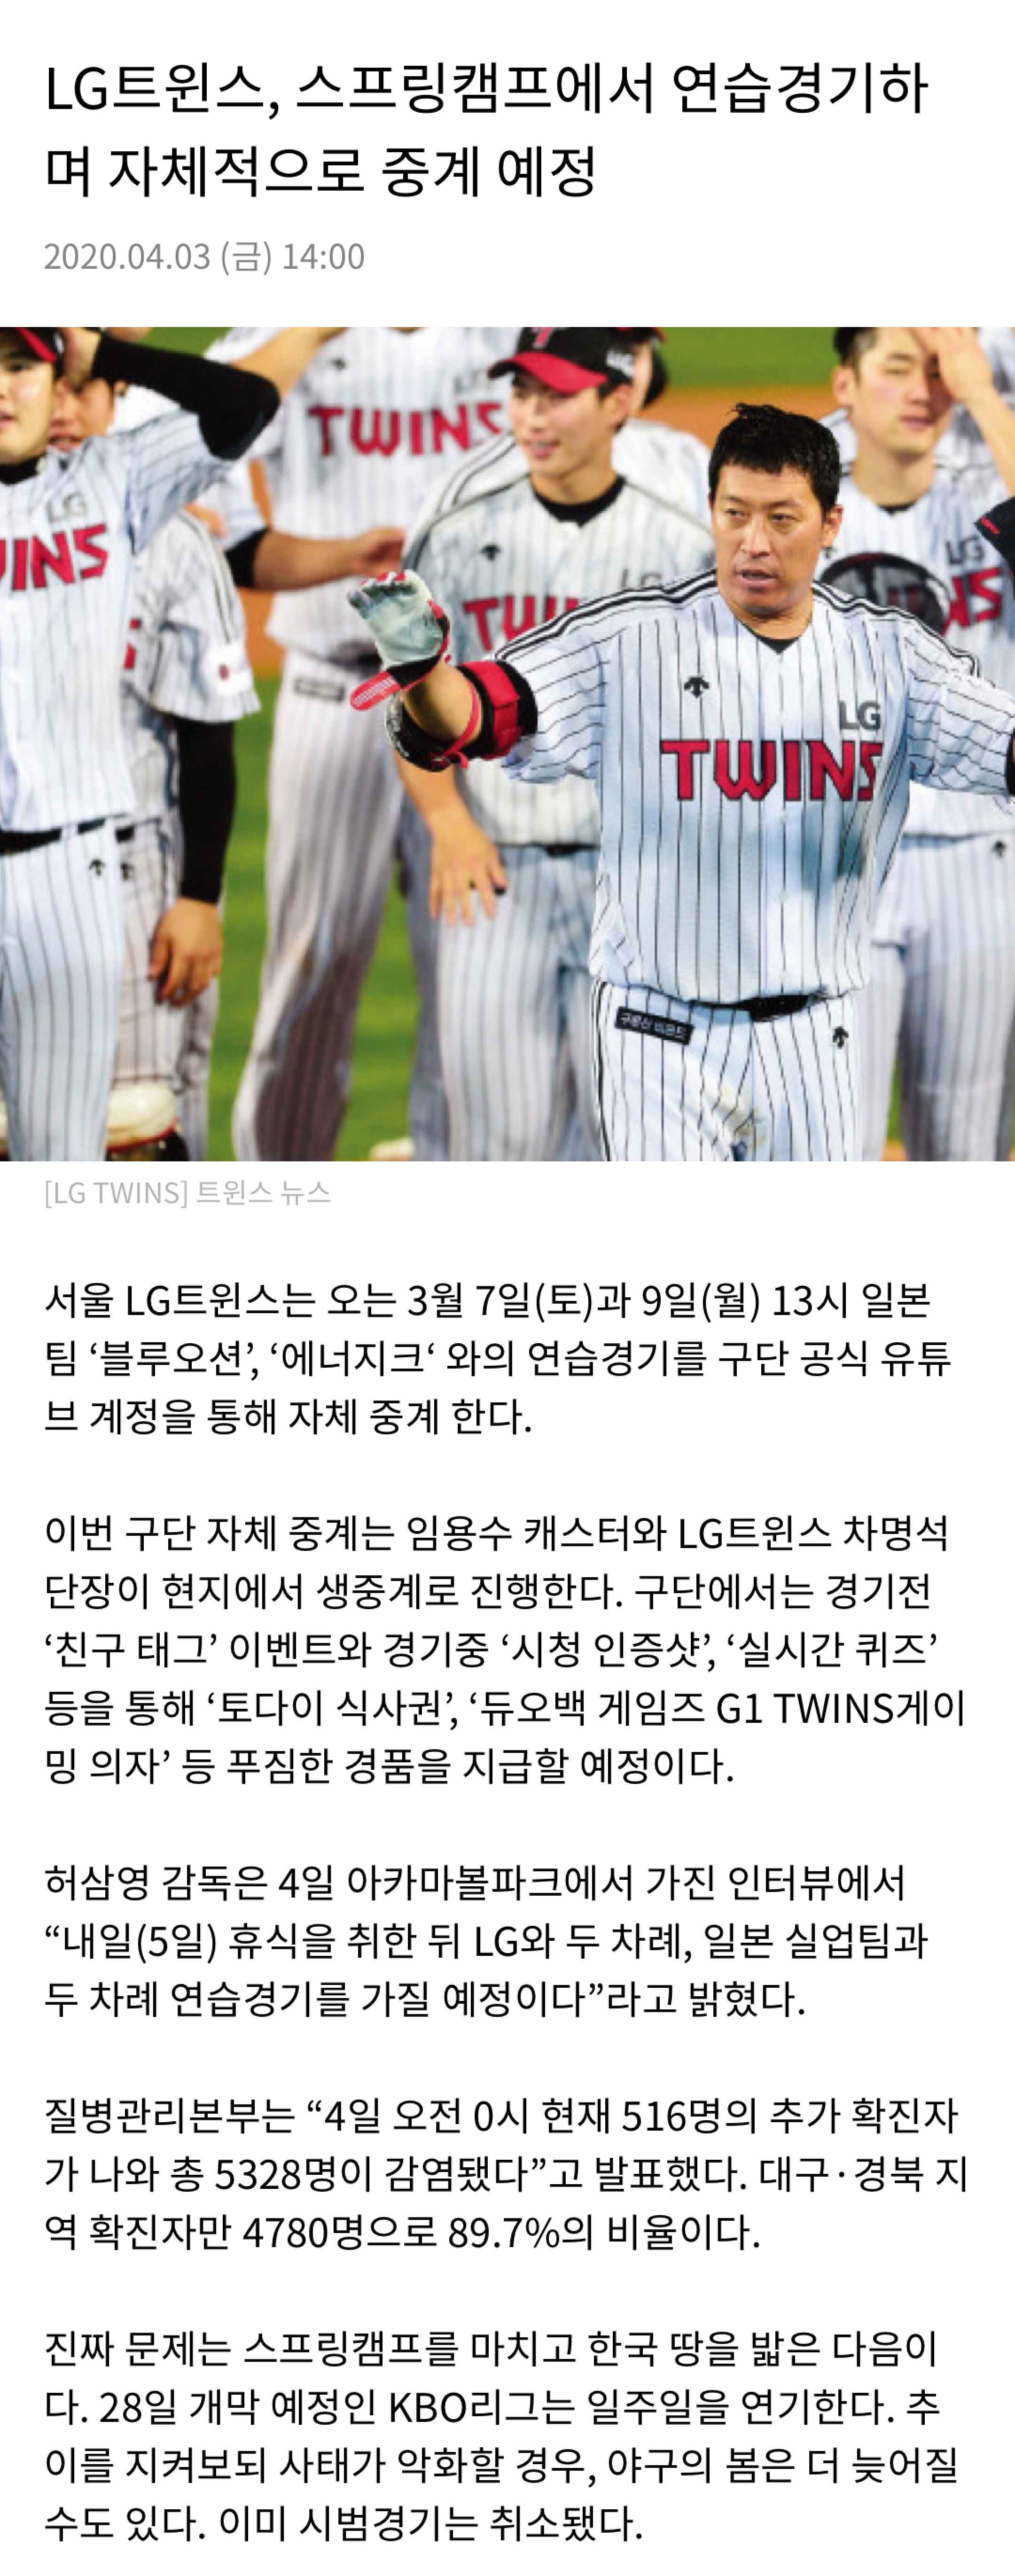 LG트윈스, 스프링캠프에서 연습경기하
며 자체적으로 중계 예정
2020.04.03 (금) 14:00
TWINS
LG
LG
WINS
TWI
LG
LG
NS
LG
TWINS
[LG TWINS] 트윈스 뉴스
서울 LG트윈스는 오는 3월 7일(토)과 9일(월) 13시 일본
팀 ‘블루오션’, ‘에너지크‘ 와의 연습경기를 구단 공식 유튜
브 계정을 통해 자체 중계 한다.
이번 구단 자체 중계는 임용수 캐스터와 LG트윈스 차명석
단장이 현지에서 생중계로 진행한다. 구단에서는 경기전
‘친구 태그’ 이벤트와 경기중 ‘시청 인증샷’, ‘실시간 퀴즈’
등을 통해 ‘토다이 식사권’, ‘듀오백 게임즈 G1 TWINS게이
밍 의자’ 등 푸짐한 경품을 지급할 예정이다.
허삼영 감독은 4일 아카마볼파크에서 가진 인터뷰에서
“내일(5일) 휴식을 취한 뒤 LG와 두 차례, 일본 실업팀과
두 차례 연습경기를 가질 예정이다”라고 밝혔다.
질병관리본부는 “4일 오전 0시 현재 516명의 추가 확진자
가 나와 총 5328명이 감염됐다”고 발표했다. 대구·경북 지
역 확진자만 4780명으로 89.7%의 비율이다.
진짜 문제는 스프링캠프를 마치고 한국 땅을 밟은 다음이
다. 28일 개막 예정인 KBO리그는 일주일을 연기한다. 추
이를 지켜보되 사태가 악화할 경우, 야구의 봄은 더 늦어질
수도 있다. 이미 시범경기는 취소됐다.